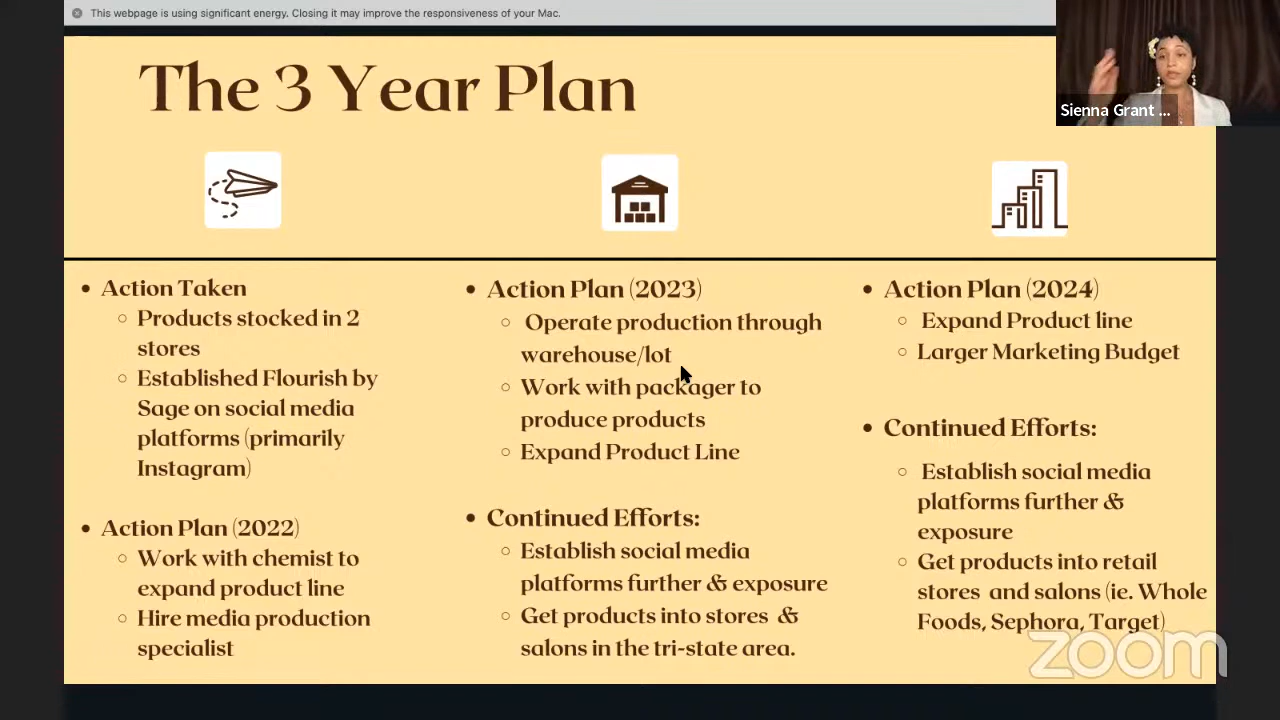 This webpage is using significant energy. Closing it may improve the responsiveness of your Mac.
The 3 Year Plan
Sienna Grant ...
Action Taken
Products stocked in 2
stores
Established Flourish by
Sage on social media
platforms (primarily
Instagram)
Action Plan (2022)
Work with chemist to
expand product line
Hire media production
specialist
Action Plan (2023)
Operate production through
warehouse/lot
Work with packager to
produce products
Expand Product Line
Continued Efforts:
Establish social media
platforms further & exposure
Get products into stores &
salons in the tri-state area.
Action Plan (2024)
Expand Product line
Larger Marketing Budget
Continued Efforts:
Establish social media
platforms further &
exposure
Get products into retail
stores and salons (ie. Whole
Foods, Sephora, Target)
zoom